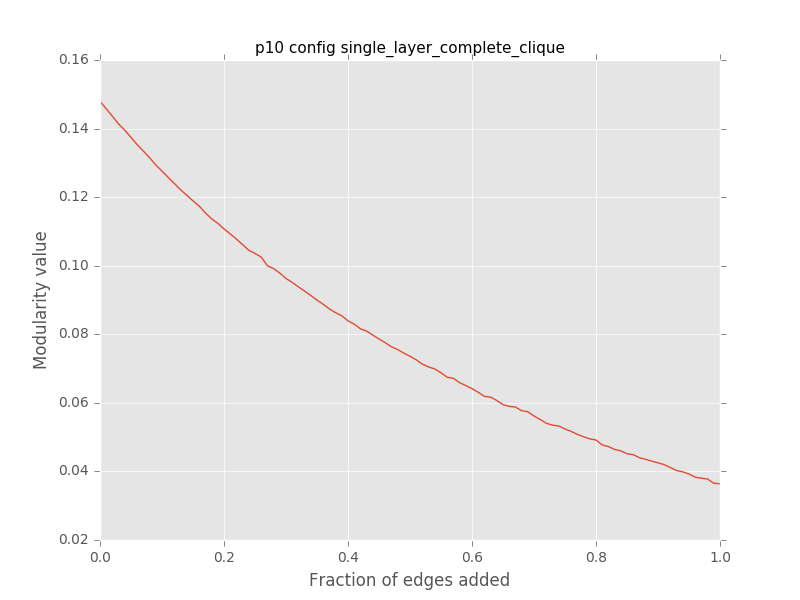 p10 config single_layer_complete_clique
0.16
0.14
0.12
0.10
0.08
0.06
0.04
0.02
Modularity value
0.0 0.2 0.4 0.6 0.8 1.0
Fraction of edges added